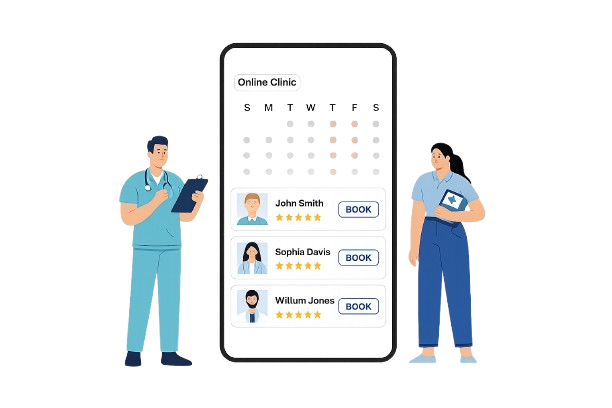 Online Clinic
S M T W T F S
John Smith
BOOK
Sophia Davis
BOOK
Willum Jones
BOOK